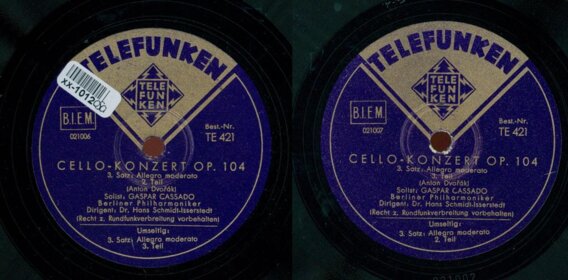 TELEFUNKEN
TELE
FUN
KEN
xx-101200
B.I.E.M.
021006
Best.-Nr.
TE 421
CELLO-KONZERT OP. 104
3. Satz: Allegro moderato
2. Teil
(Anton Dvořák)
Solist: GASPAR CASSADO
Berliner Philharmoniker
Dirigent: Dr. Hans Schmidt-Isserstedt
(Recht z. Rundfunkverbreitung vorbehalten)
Umseitig:
3. Satz: Allegro moderato
3. Teil
TELEFUNKEN
TELE
FUN
KEN
B.I.E.M.
021007
Best.-Nr.
TE 421
CELLO-KONZERT OP. 104
3. Satz: Allegro moderato
3. Teil
(Anton Dvořák)
Solist: GASPAR CASSADO
Berliner Philharmoniker
Dirigent: Dr. Hans Schmidt-Isserstedt
(Recht z. Rundfunkverbreitung vorbehalten)
Umseitig:
3. Satz: Allegro moderato
2. Teil
021007